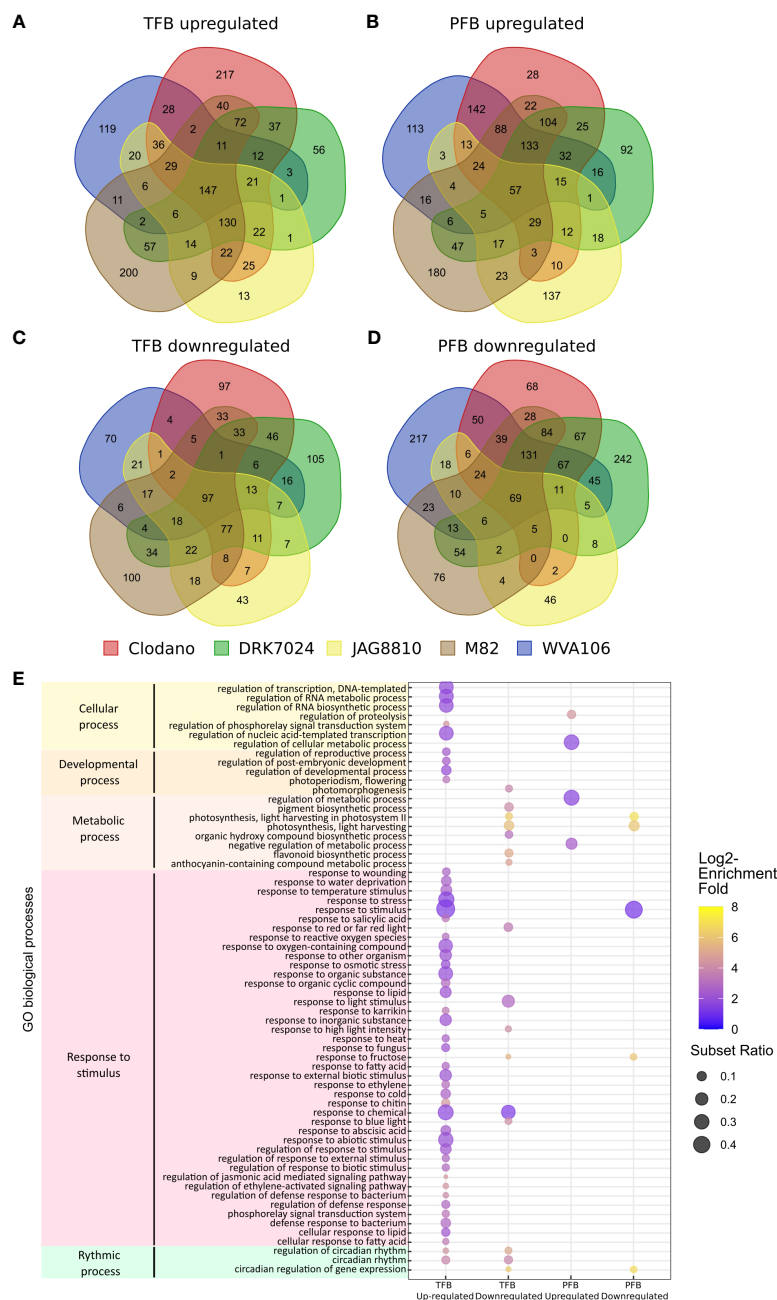 A TFB upregulated
217
119 28 40 37 56
72
2
36 11 12 3
20 29 21 1
6 147
11 2 6 130 22 1
57 14 22 25
200 9 13
B PFB upregulated
28
113 142 22 25 92
104
88
13 133 32 16
3 24 15 1
4 57
16 6 5 29 12 18
47 17 3 10
180 23 137
C TFB downregulated
97
70 4 33 46 105
33
5
1 1 6 16
21 2 13 7
17 97
6 4 18 77 11 7
34 22 8 7
100 18 43
D PFB downregulated
68
217 50 28 67 242
84
39
6 131 67 45
18 24 11 5
10 69
23 13 6 5 0 8
54 2 0 2
76 4 46
Clodano DRK7024 JAG8810 M82 WVA106
E
GO biological processes
Cellular process
regulation of transcription, DNA-templated
regulation of RNA metabolic process
regulation of RNA biosynthetic process
regulation of proteolysis
regulation of phosphorelay signal transduction system
regulation of nucleic acid-templated transcription
regulation of cellular metabolic process
Developmental process
regulation of reproductive process
regulation of post-embryonic development
regulation of developmental process
photoperiodism, flowering
photomorphogenesis
Metabolic process
regulation of metabolic process
pigment biosynthetic process
photosynthesis, light harvesting in photosystem II
photosynthesis, light harvesting
organic hydroxy compound biosynthetic process
negative regulation of metabolic process
flavonoid biosynthetic process
anthocyanin-containing compound metabolic process
Response to stimulus
response to wounding
response to water deprivation
response to temperature stimulus
response to stress
response to stimulus
response to salicylic acid
response to red or far red light
response to reactive oxygen species
response to oxygen-containing compound
response to other organism
response to osmotic stress
response to organic substance
response to organic cyclic compound
response to lipid
response to light stimulus
response to karrikin
response to inorganic substance
response to high light intensity
response to heat
response to fungus
response to fructose
response to fatty acid
response to external biotic stimulus
response to ethylene
response to cold
response to chitin
response to chemical
response to blue light
response to abscisic acid
response to abiotic stimulus
regulation of response to stimulus
regulation of response to external stimulus
regulation of response to biotic stimulus
regulation of jasmonic acid mediated signaling pathway
regulation of ethylene-activated signaling pathway
regulation of defense response to bacterium
regulation of defense response
phosphorelay signal transduction system
defense response to bacterium
cellular response to lipid
cellular response to fatty acid
Rythmic process
regulation of circadian rhythm
circadian rhythm
circadian regulation of gene expression
TFB Up-regulated
TFB Downregulated
PFB Upregulated
PFB Downregulated
Log2-
Enrichment
Fold
8
6
4
2
0
Subset Ratio
0.1
0.2
0.3
0.4